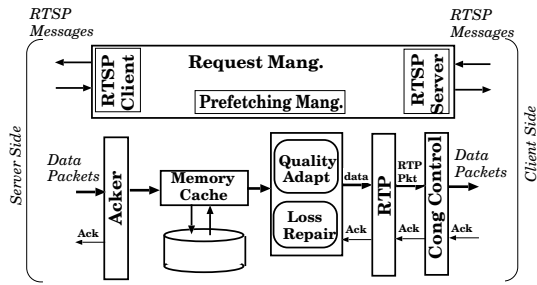 RTSP
Messages
RTSP
Messages
Server Side
Client Side
RTSP
Client
Request Mang.
Prefetching Mang.
RTSP
Server
Data
Packets
Ack
Acker
Memory
Cache
Quality
Adapt
Loss
Repair
data
Ack
RTP
RTP
Pkt
Ack
Cong Control
Data
Packets
Ack